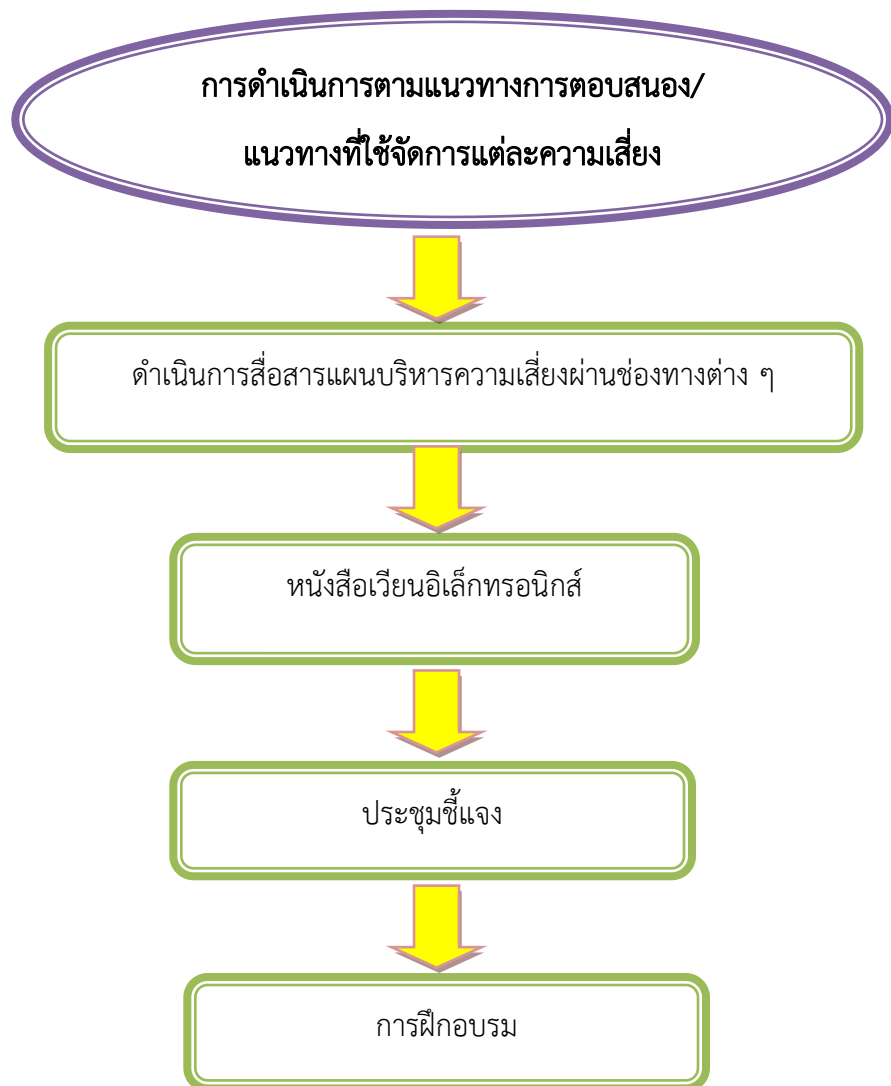 การดำเนินการตามแนวทางการตอบสนอง/
แนวทางที่ใช้จัดการแต่ละความเสี่ยง
ดำเนินการสื่อสารแผนบริหารความเสี่ยงผ่านช่องทางต่าง ๆ
หนังสือเวียนอิเล็กทรอนิกส์
ประชุมชี้แจง
การฝึกอบรม